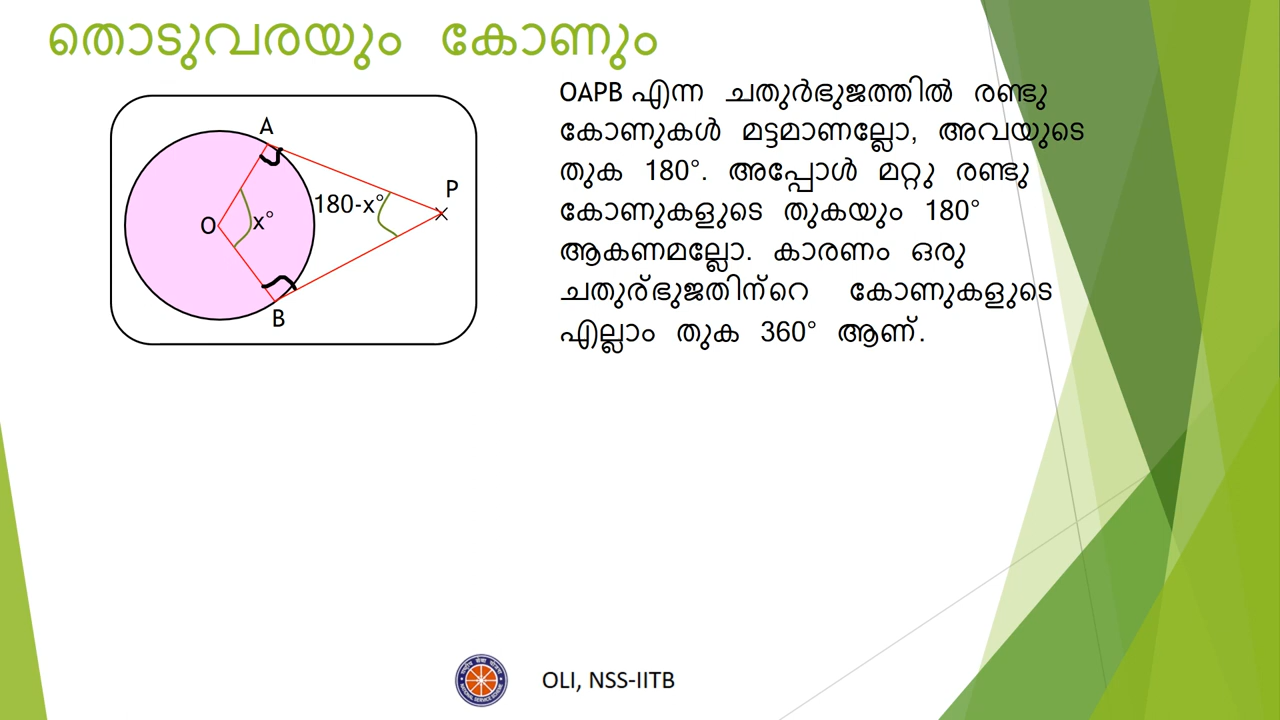 തൊടുവരയും കോണും
OAPB എന്ന ചതുർഭുജത്തിൽ രണ്ടു
കോണുകൾ മട്ടമാണല്ലോ, അവയുടെ
തുക 180°. അപ്പോൾ മറ്റു രണ്ടു
കോണുകളുടെ തുകയും 180°
ആകണമല്ലോ. കാരണം ഒരു
ചതുര്ഭുജതിന്റെ കോണുകളുടെ
എല്ലാം തുക 360° ആണ്.
A
P
180-x°
O
x°
B
OLI, NSS-IITB